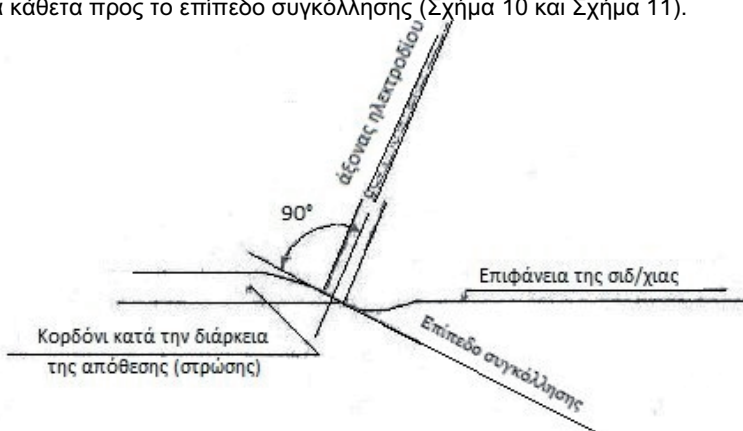 α κάθετα προς το επίπεδο συγκόλλησης (Σχήμα 10 και Σχήμα 11).
άξονας ηλεκτροδίου
90°
Επιφάνεια της σιδ/χιας
Κορδόνι κατά την διάρκεια
της απόθεσης (στρώσης)
Επίπεδο συγκόλλησης